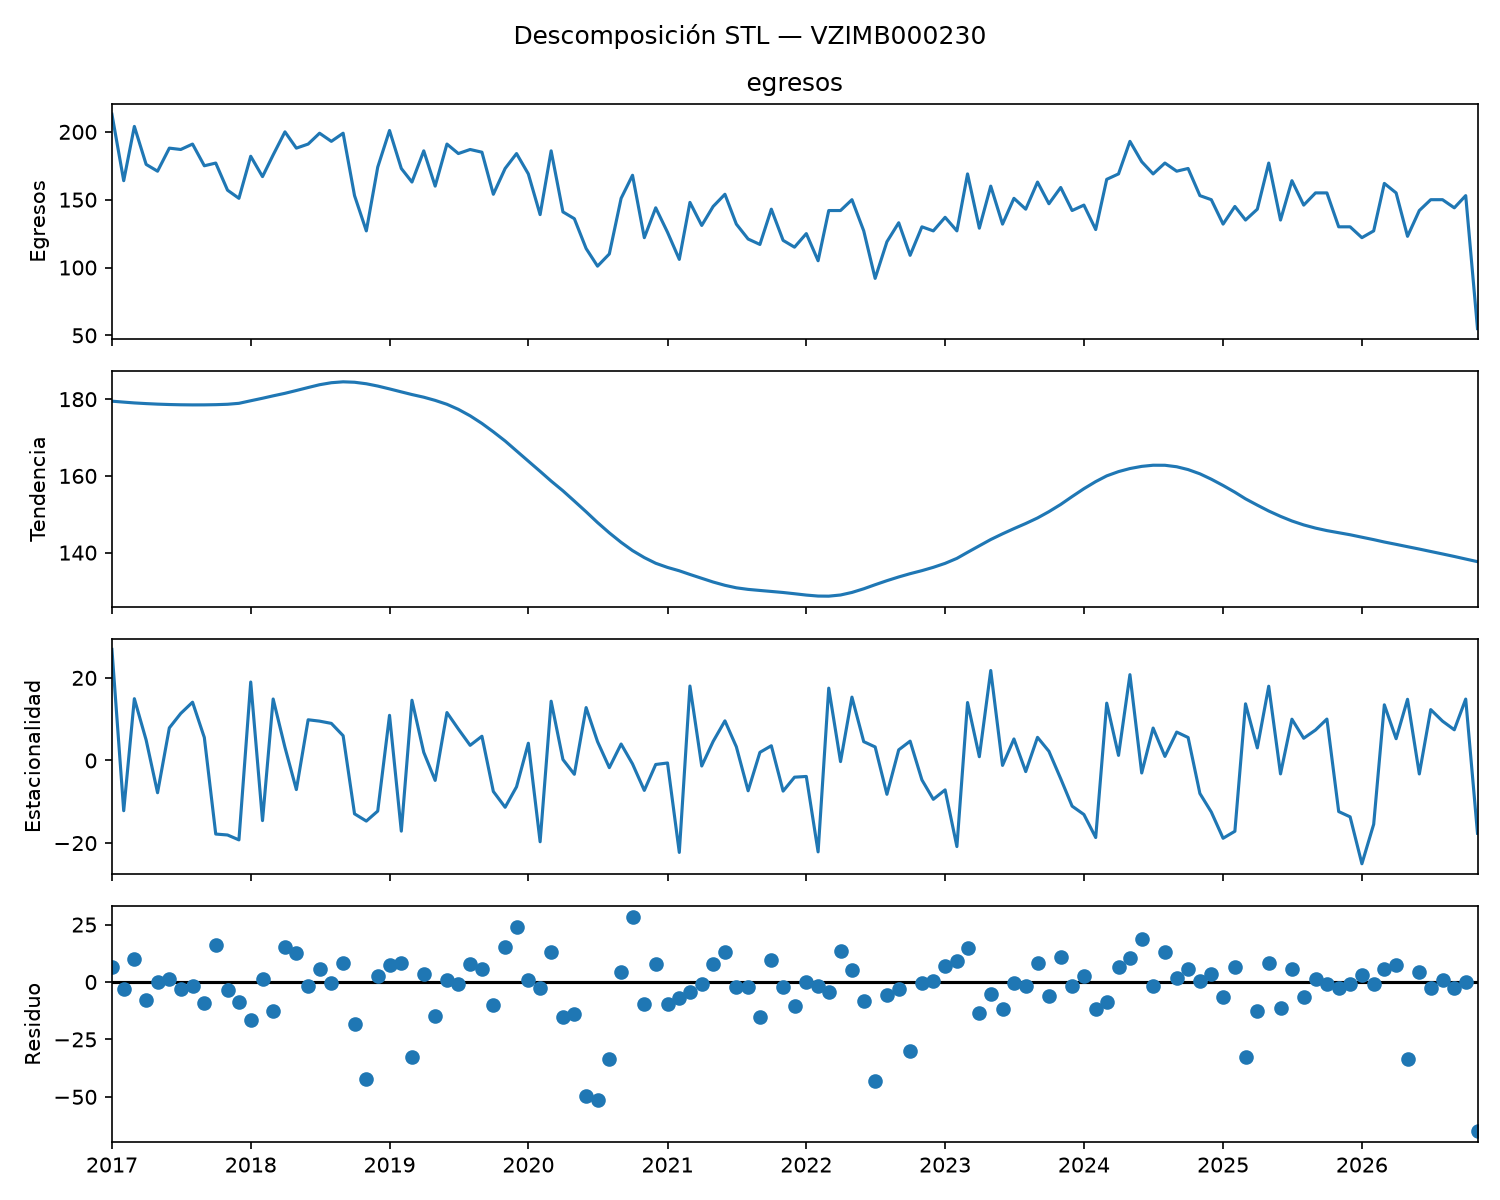 Descomposición STL — VZIMB000230
egresos
Egresos
200
150
100
50
Tendencia
180
160
140
Estacionalidad
20
0
−20
Residuo
25
0
−25
−50
2017 2018 2019 2020 2021 2022 2023 2024 2025 2026